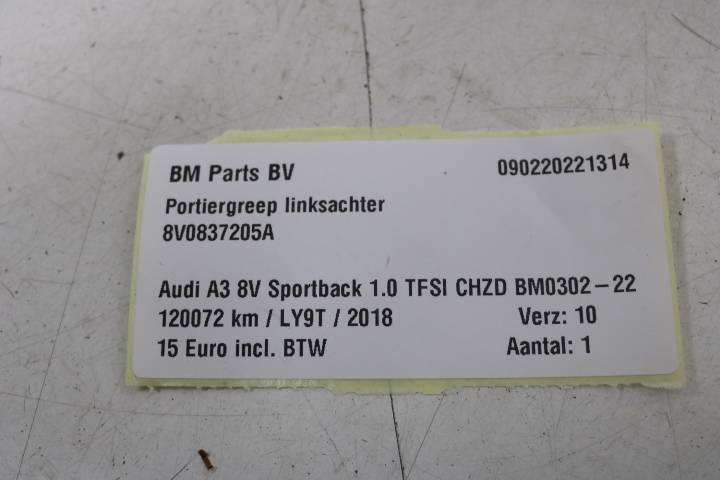 BM Parts BV 090220221314
Portiergreep linksachter
8V0837205A
Audi A3 8V Sportback 1.0 TFSI CHZD BM0302-22
120072 km / LY9T / 2018 Verz: 10
15 Euro incl. BTW Aantal: 1